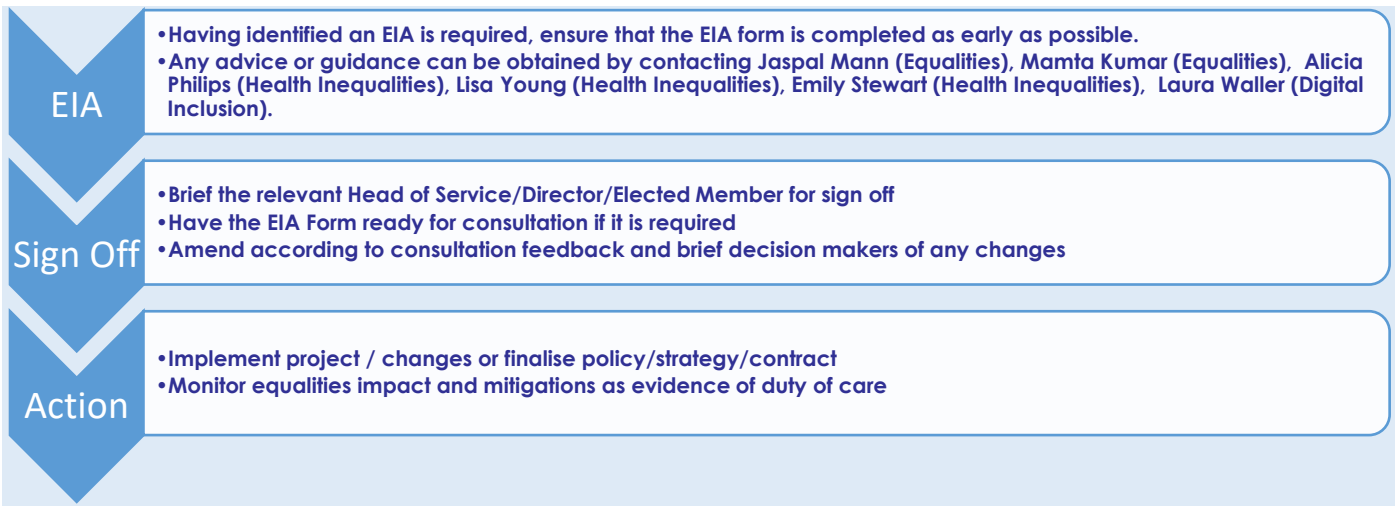 EIA
•Having identified an EIA is required, ensure that the EIA form is completed as early as possible.
•Any advice or guidance can be obtained by contacting Jaspal Mann (Equalities), Mamta Kumar (Equalities), Alicia
Philips (Health Inequalities), Lisa Young (Health Inequalities), Emily Stewart (Health Inequalities), Laura Waller (Digital
Inclusion).
Sign Off
•Brief the relevant Head of Service/Director/Elected Member for sign off
•Have the EIA Form ready for consultation if it is required
•Amend according to consultation feedback and brief decision makers of any changes
Action
•Implement project / changes or finalise policy/strategy/contract
•Monitor equalities impact and mitigations as evidence of duty of care